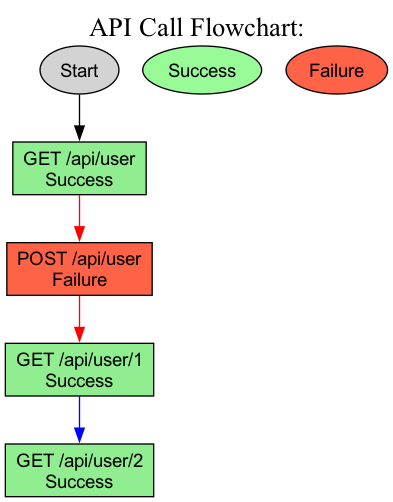 API Call Flowchart:
Start
Success
Failure
GET /api/user
Success
POST /api/user
Failure
GET /api/user/1
Success
GET /api/user/2
Success